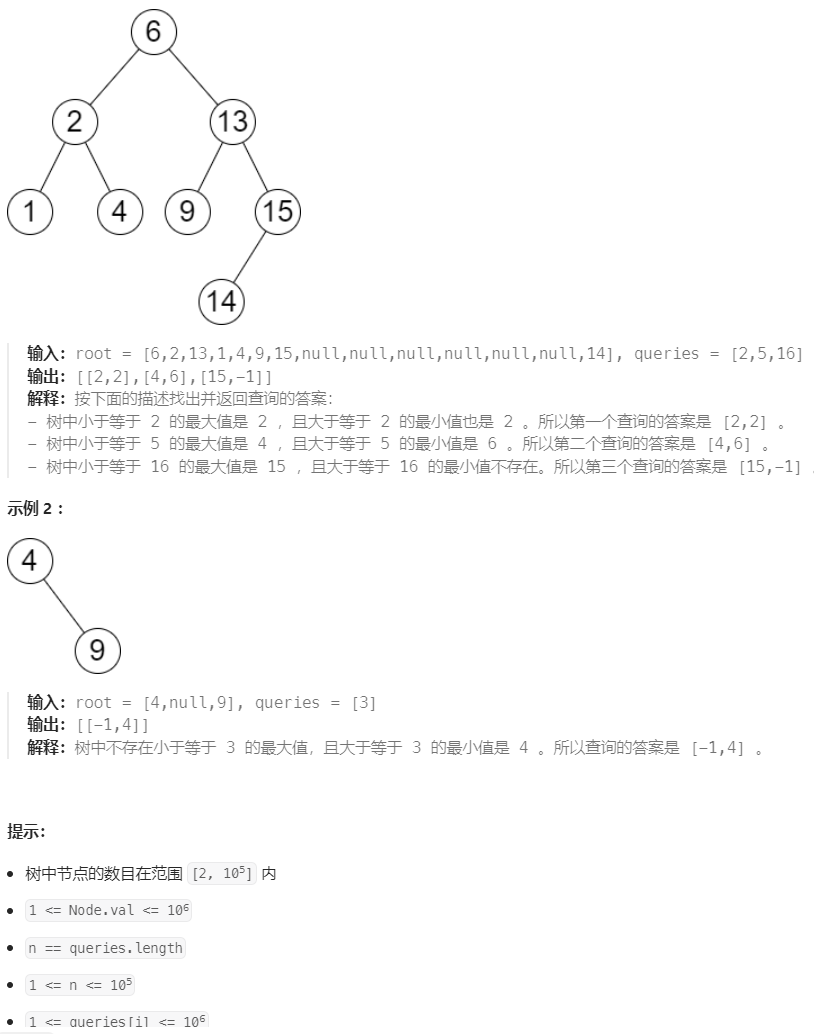 6
2 13
1 4 9 15
14
输入：root = [6,2,13,1,4,9,15,null,null,null,null,null,null,14], queries = [2,5,16]
输出：[[2,2],[4,6],[15,-1]]
解释：按下面的描述找出并返回查询的答案：
- 树中小于等于 2 的最大值是 2 ，且大于等于 2 的最小值也是 2 。所以第一个查询的答案是 [2,2] 。
- 树中小于等于 5 的最大值是 4 ，且大于等于 5 的最小值是 6 。所以第二个查询的答案是 [4,6] 。
- 树中小于等于 16 的最大值是 15 ，且大于等于 16 的最小值不存在。所以第三个查询的答案是 [15,-1]
示例 2：
4
9
输入：root = [4,null,9], queries = [3]
输出：[[-1,4]]
解释：树中不存在小于等于 3 的最大值，且大于等于 3 的最小值是 4 。所以查询的答案是 [-1,4] 。
提示：
• 树中节点的数目在范围 [2, 10⁵] 内
• 1 <= Node.val <= 10⁶
• n == queries.length
• 1 <= n <= 10⁵
• 1 <= queries[i] <= 10⁶